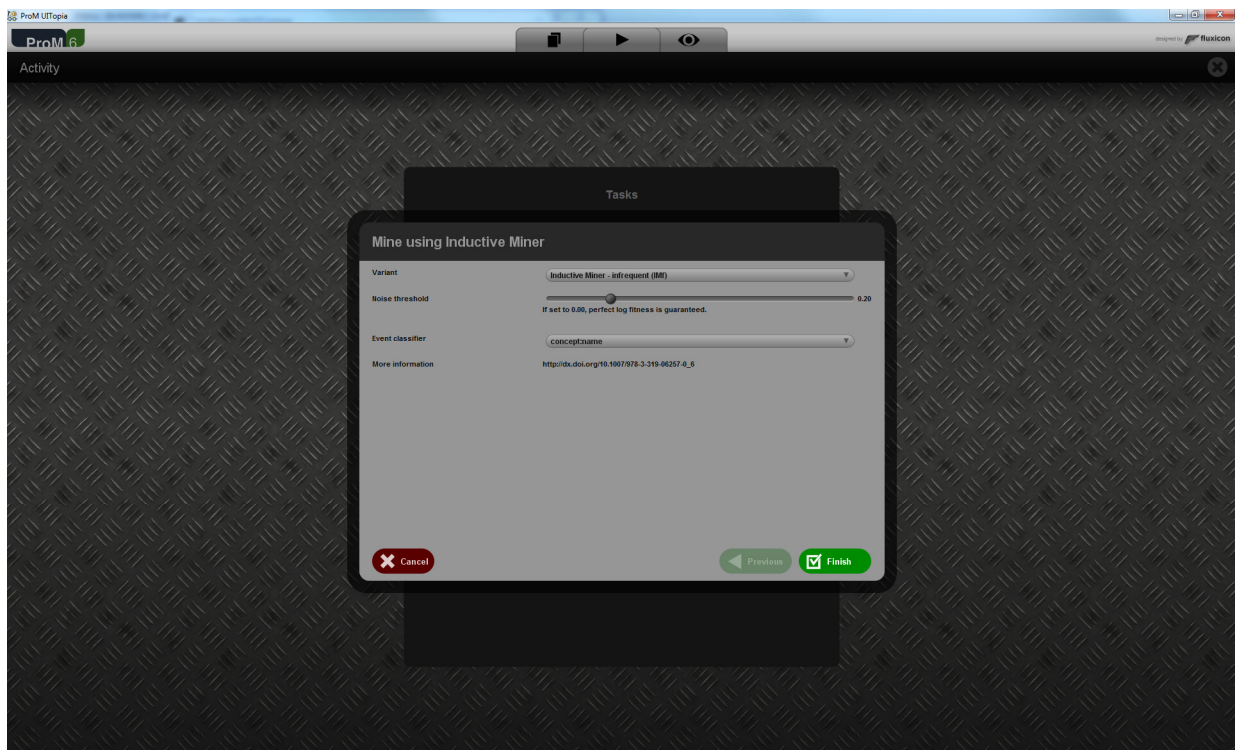 ProM UITopia
ProM 6
designed by fluxicon
Activity
Tasks
Mine using Inductive Miner
Variant
Inductive Miner - infrequent (IMf)
Noise threshold
0.20
If set to 0.00, perfect log fitness is guaranteed.
Event classifier
concept:name
More information
http://dx.doi.org/10.1007/978-3-319-06257-0_6
Cancel
Previous
Finish